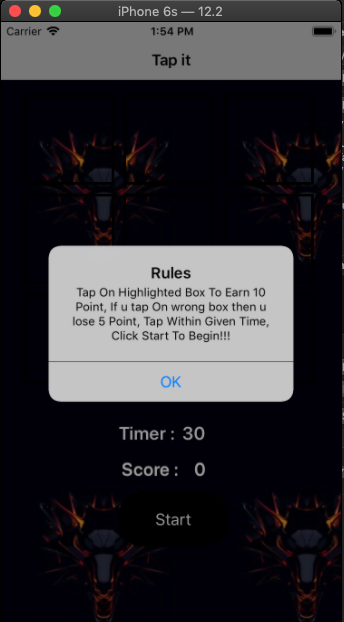 iPhone 6s — 12.2
Carrier 1:54 PM
Tap it
Rules
Tap On Highlighted Box To Earn 10
Point, If u tap On wrong box then u
lose 5 Point, Tap Within Given Time,
Click Start To Begin!!!
OK
Timer : 30
Score : 0
Start